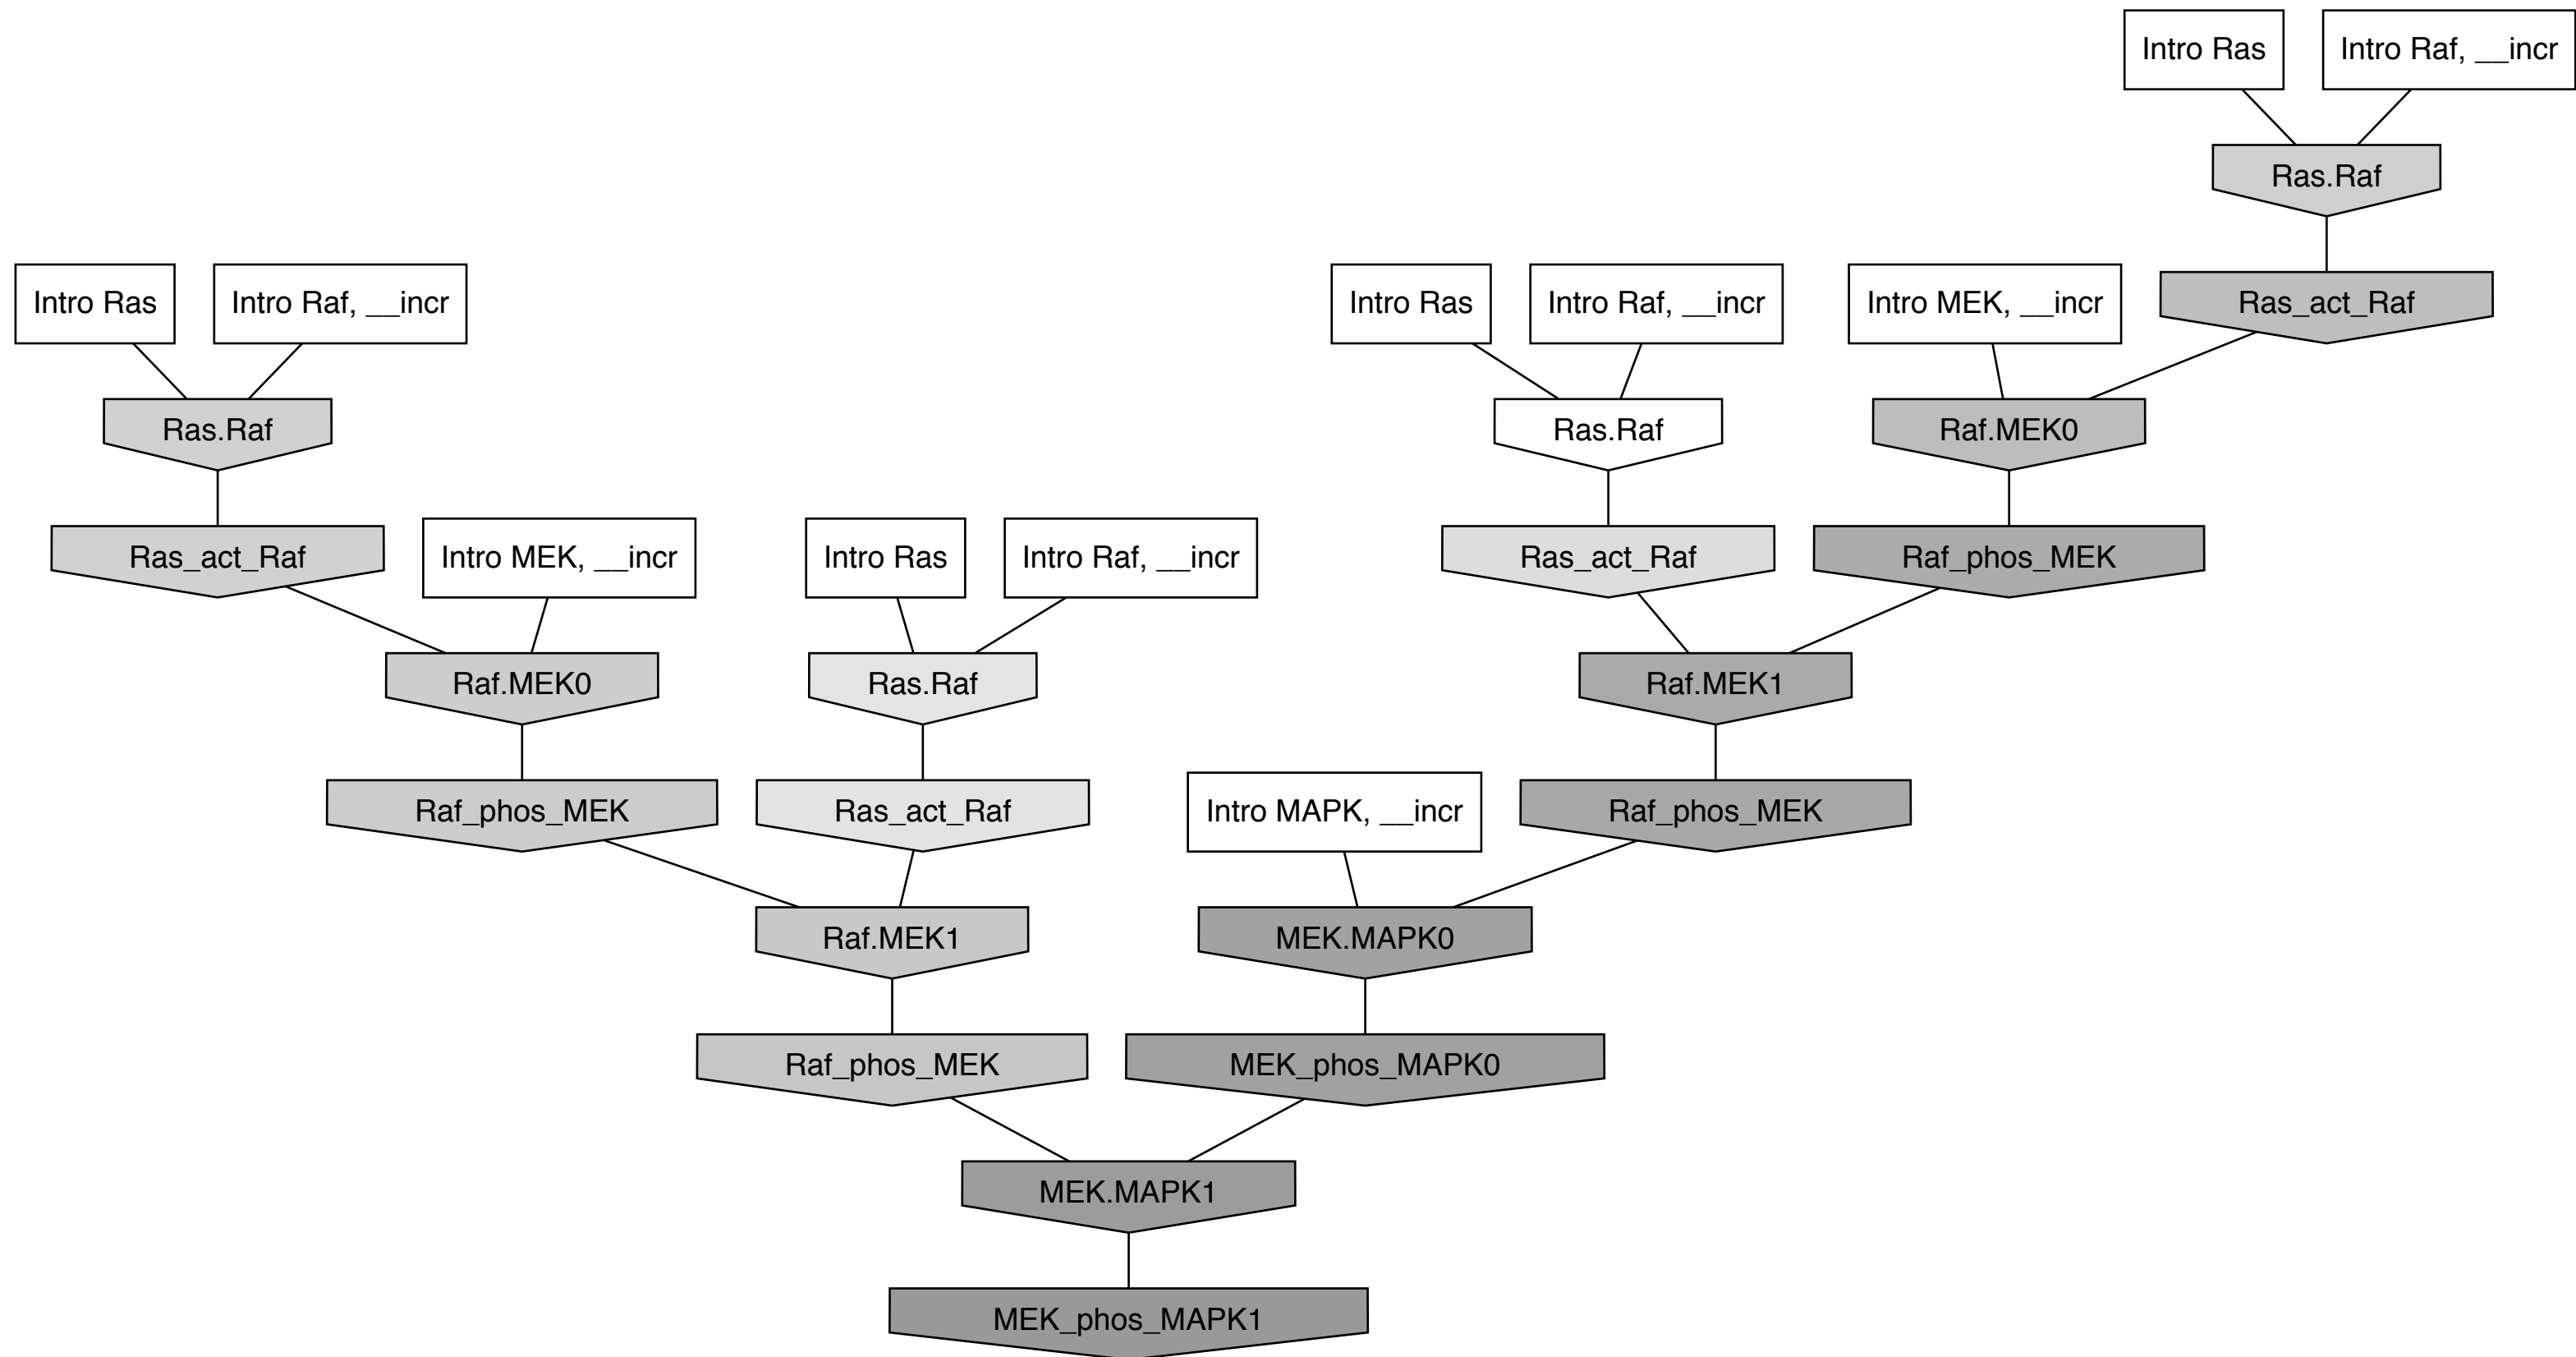 Intro Ras
Intro Raf, __incr
Ras.Raf
Intro Ras
Intro Raf, __incr
Intro Ras
Intro Raf, __incr
Intro MEK, __incr
Ras_act_Raf
Ras.Raf
Ras.Raf
Raf.MEK0
Ras_act_Raf
Intro MEK, __incr
Intro Ras
Intro Raf, __incr
Ras_act_Raf
Raf_phos_MEK
Raf.MEK0
Ras.Raf
Raf.MEK1
Raf_phos_MEK
Ras_act_Raf
Intro MAPK, __incr
Raf_phos_MEK
Raf.MEK1
MEK.MAPK0
Raf_phos_MEK
MEK_phos_MAPK0
MEK.MAPK1
MEK_phos_MAPK1